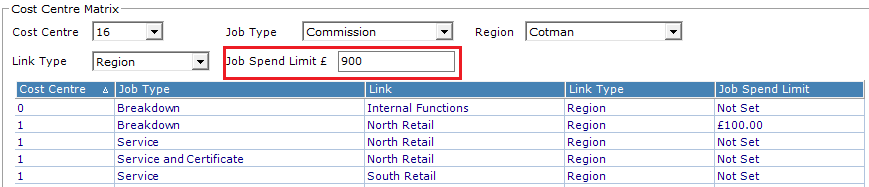 Cost Centre Matrix
Cost Centre 16 Job Type Commission Region Cotman
Link Type Region Job Spend Limit £ 900
Cost Centre Job Type Link Link Type Job Spend Limit
0 Breakdown Internal Functions Region Not Set
1 Breakdown North Retail Region £100.00
1 Service North Retail Region Not Set
1 Service and Certificate North Retail Region Not Set
1 Service South Retail Region Not Set